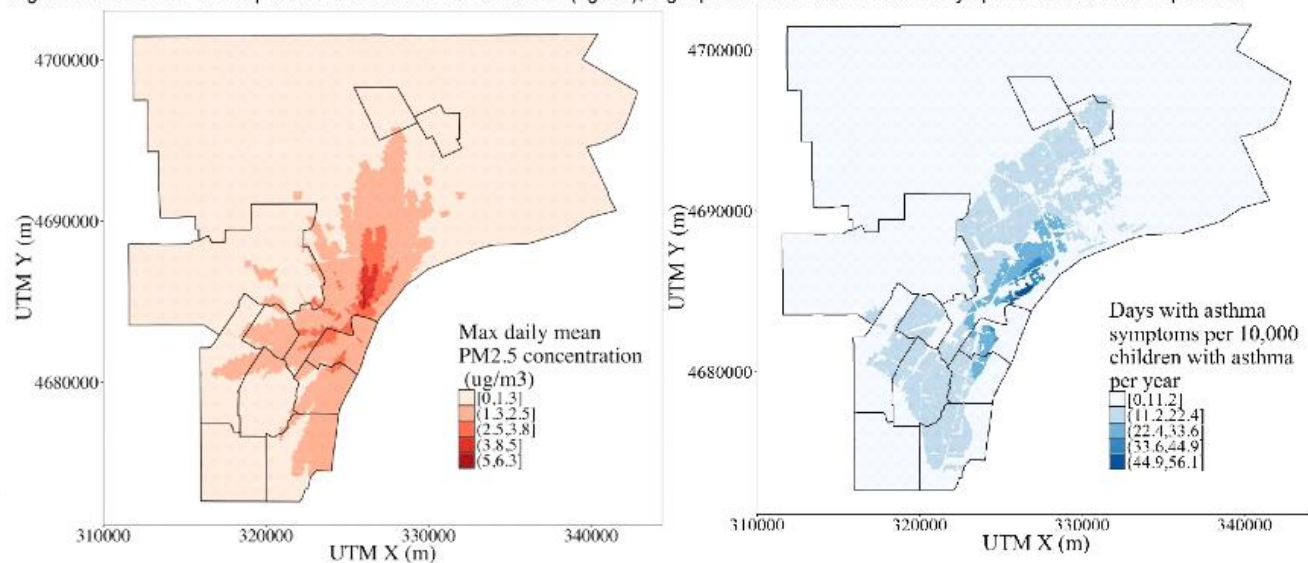 4700000
4690000
4680000
UTM Y (m)
310000 320000 330000 340000
UTM X (m)
Max daily mean
PM2.5 concentration
(ug/m3)
[0,1.3]
(1.3,2.5]
(2.5,3.8]
(3.8,5]
(5,6.3]
4700000
4690000
4680000
UTM Y (m)
310000 320000 330000 340000
UTM X (m)
Days with asthma
symptoms per 10,000
children with asthma
per year
[0,11.2]
(11.2,22.4]
(22.4,33.6]
(33.6,44.9]
(44.9,56.1]